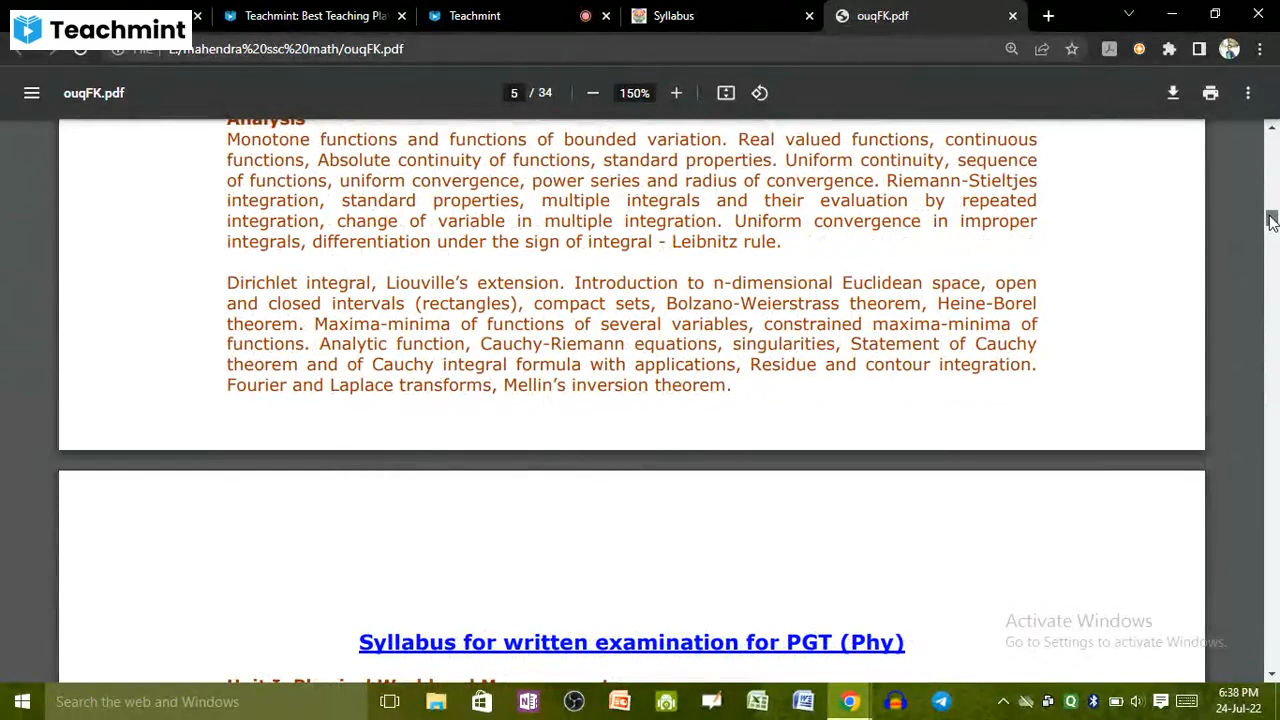 Teachmint
Teachmint: Best Teaching Pla
Teachmint
Syllabus
ouqFK.pdf
mahendra%20ssc%20math/ouqFK.pdf
ouqFK.pdf
5 / 34
150%
Analysis
Monotone functions and functions of bounded variation. Real valued functions, continuous
functions, Absolute continuity of functions, standard properties. Uniform continuity, sequence
of functions, uniform convergence, power series and radius of convergence. Riemann-Stieltjes
integration, standard properties, multiple integrals and their evaluation by repeated
integration, change of variable in multiple integration. Uniform convergence in improper
integrals, differentiation under the sign of integral - Leibnitz rule.
Dirichlet integral, Liouville's extension. Introduction to n-dimensional Euclidean space, open
and closed intervals (rectangles), compact sets, Bolzano-Weierstrass theorem, Heine-Borel
theorem. Maxima-minima of functions of several variables, constrained maxima-minima of
functions. Analytic function, Cauchy-Riemann equations, singularities, Statement of Cauchy
theorem and of Cauchy integral formula with applications, Residue and contour integration.
Fourier and Laplace transforms, Mellin's inversion theorem.
Syllabus for written examination for PGT (Phy)
Activate Windows
Go to Settings to activate Windows.
Search the web and Windows
6:38 PM
24-Jul-22